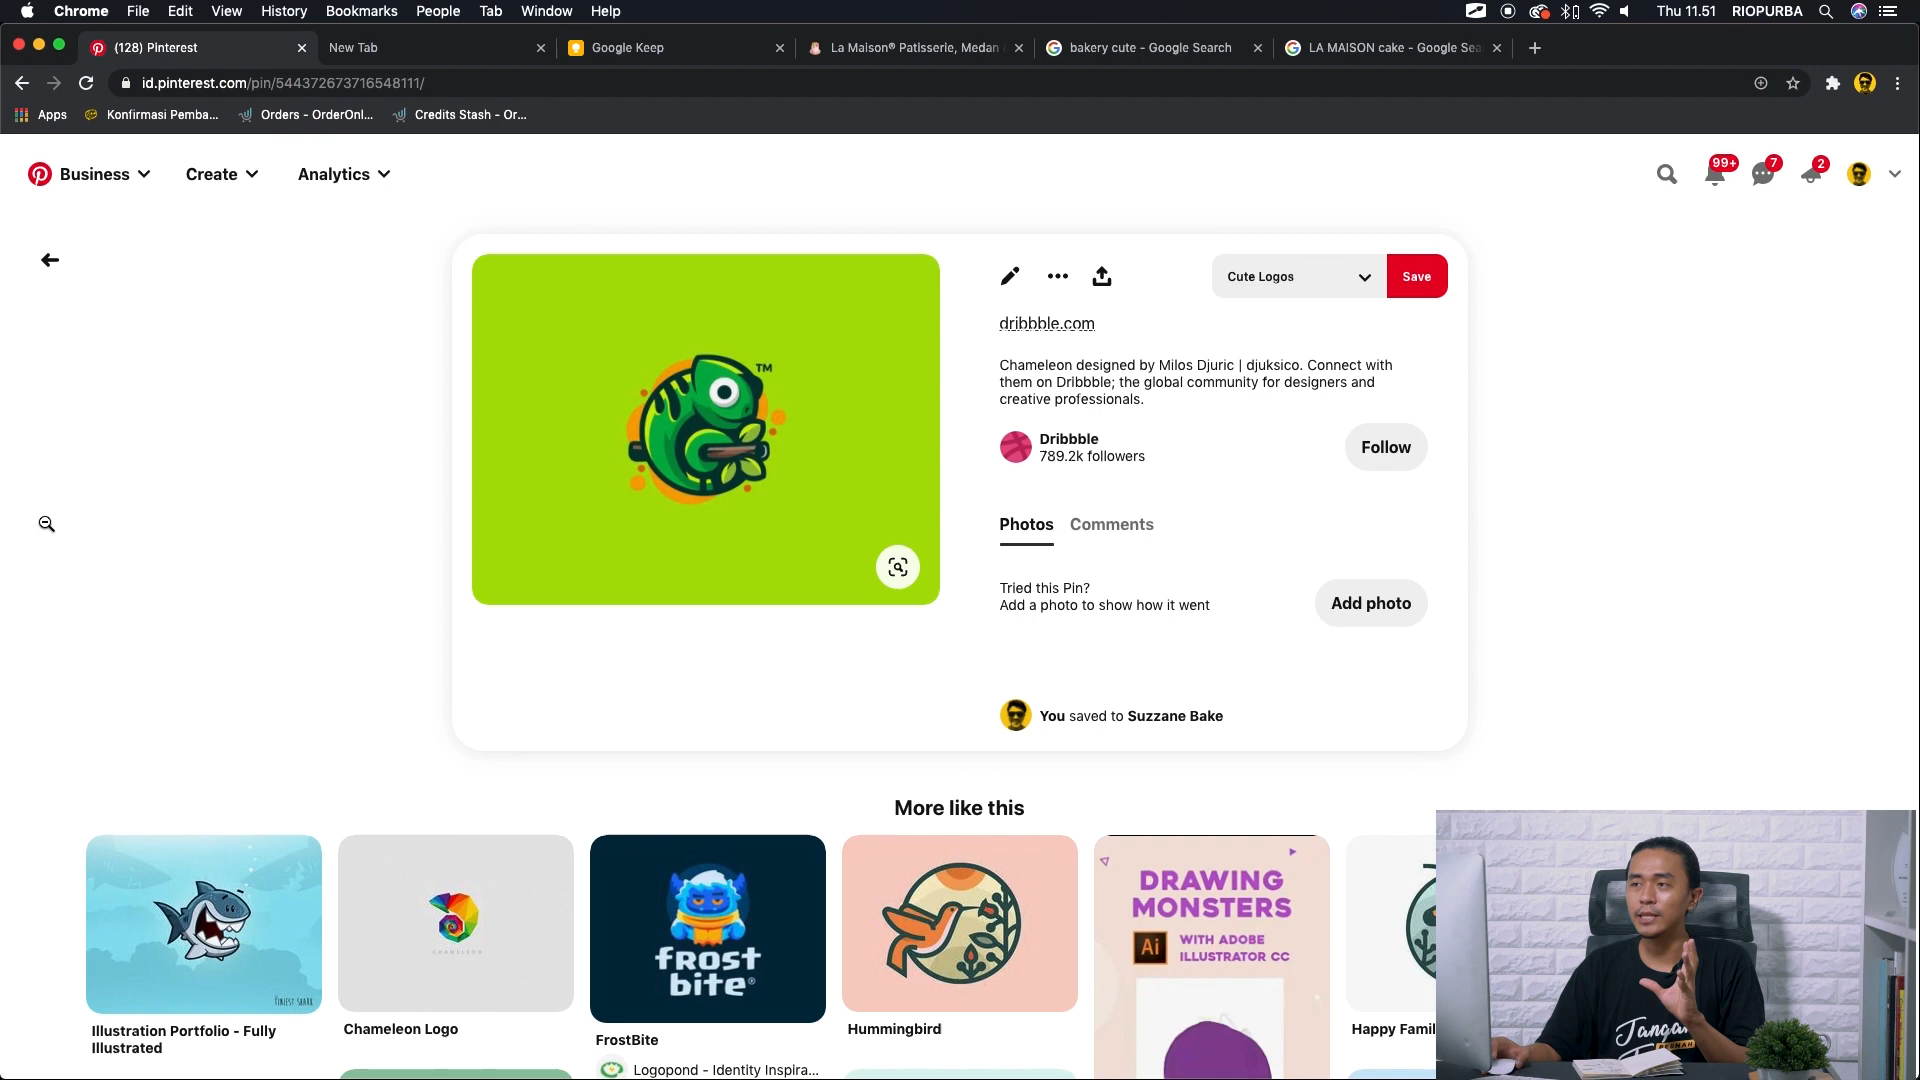 Chrome File Edit View History Bookmarks People Tab Window Help Thu 11.51 RIOPURBA
(128) Pinterest New Tab Google Keep La Maison® Patisserie, Medan bakery cute - Google Search LA MAISON cake - Google Sea
id.pinterest.com/pin/544372673716548111/
Apps Konfirmasi Pemba... Orders - OrderOnl... Credits Stash - Or...
Business Create Analytics 99+ 7 2
Cute Logos Save
dribbble.com
TM
Chameleon designed by Milos Djuric | djuksico. Connect with
them on Dribbble; the global community for designers and
creative professionals.
Dribbble
789.2k followers
Follow
Photos Comments
Tried this Pin?
Add a photo to show how it went
Add photo
You saved to Suzzane Bake
More like this
FINIEST SHARK
Illustration Portfolio - Fully
Illustrated
CHAMELEON
Chameleon Logo
FROST
BITE®
FrostBite
Logopond - Identity Inspira...
Hummingbird
DRAWING
MONSTERS
Ai
WITH ADOBE
ILLUSTRATOR CC
Happy Famil
Jangan
PERNAH